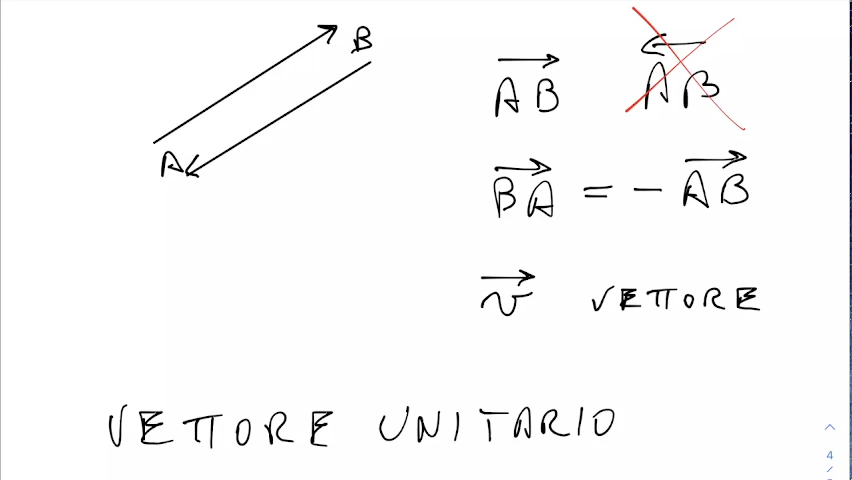 B
A
AB AB
BA = - AB
v VETTORE
VETTORE UNITARIO
4
/